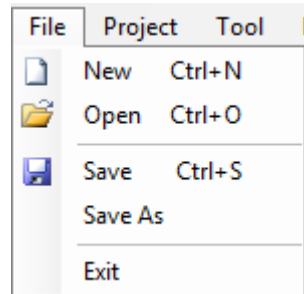 File Project Tool
New Ctrl+N
Open Ctrl+O
Save Ctrl+S
Save As
Exit